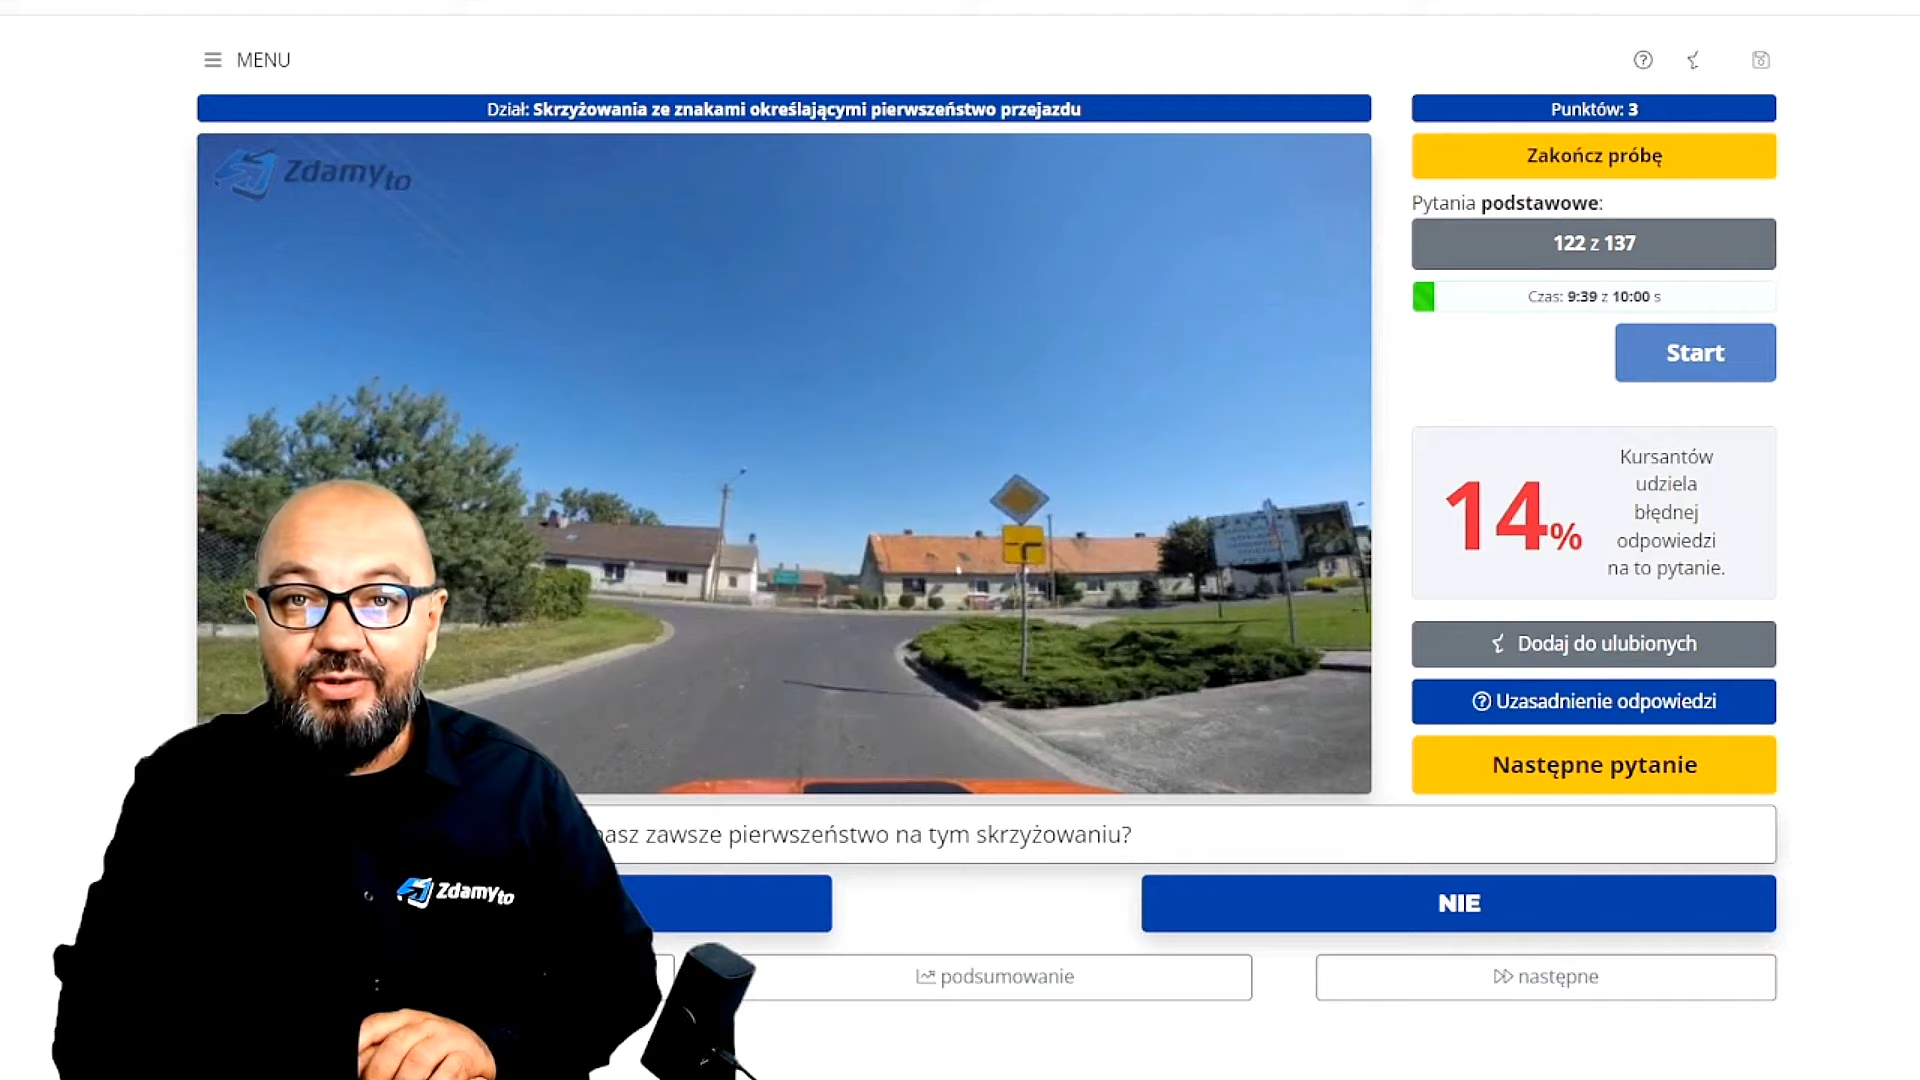 MENU
Dział: Skrzyżowania ze znakami określającymi pierwszeństwo przejazdu
Punktów: 3
Zdamyto
Zakończ próbę
Pytania podstawowe:
122 z 137
Czas: 9:39 z 10:00 s
Start
14%
Kursantów
udziela
błędnej
odpowiedzi
na to pytanie.
Dodaj do ulubionych
Uzasadnienie odpowiedzi
Następne pytanie
zawsze pierwszeństwo na tym skrzyżowaniu?
NIE
Zdamyto
podsumowanie
następne